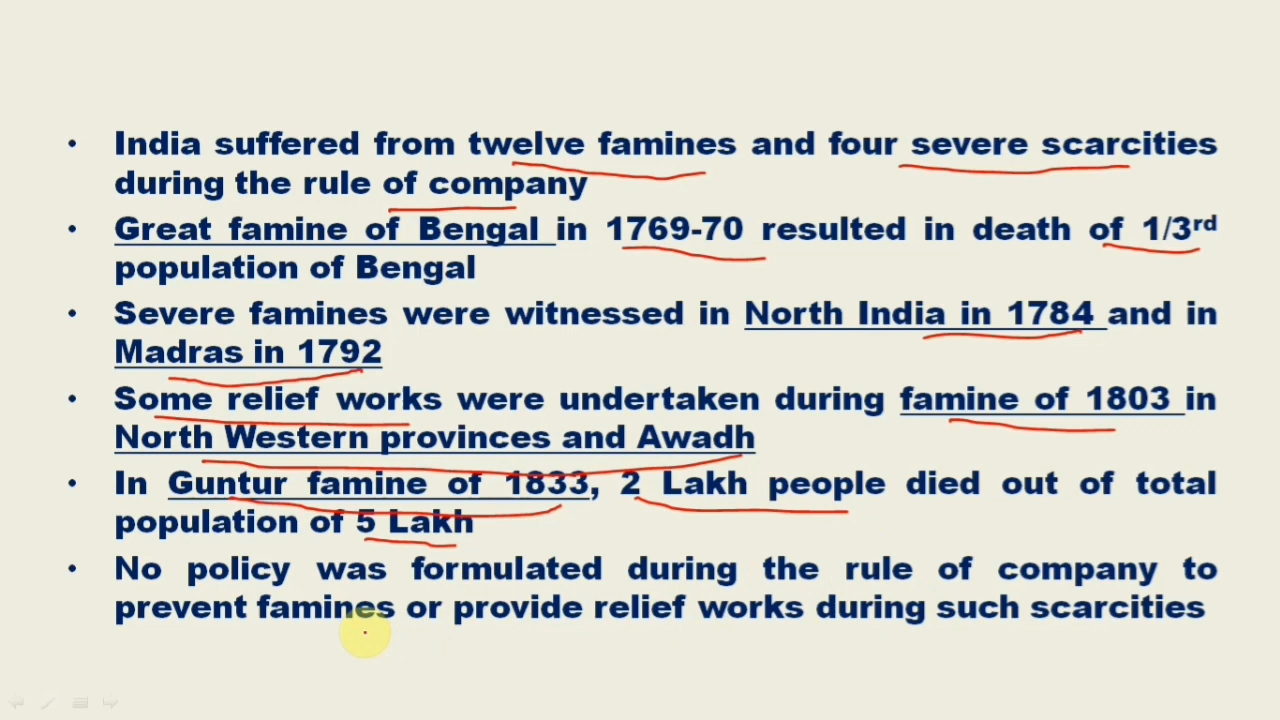 • India suffered from twelve famines and four severe scarcities
during the rule of company
• Great famine of Bengal in 1769-70 resulted in death of 1/3rd
population of Bengal
• Severe famines were witnessed in North India in 1784 and in
Madras in 1792
• Some relief works were undertaken during famine of 1803 in
North Western provinces and Awadh
• In Guntur famine of 1833, 2 Lakh people died out of total
population of 5 Lakh
• No policy was formulated during the rule of company to
prevent famines or provide relief works during such scarcities